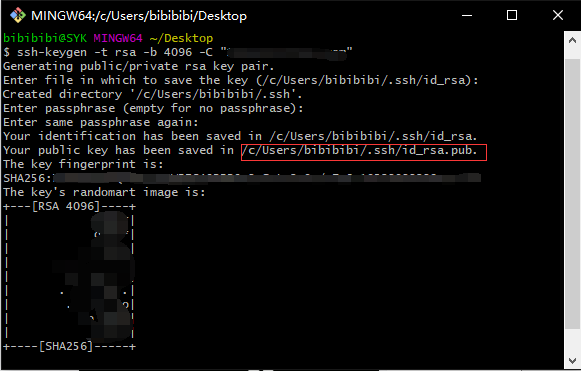 MINGW64:/c/Users/bibibibi/Desktop
bibibibi@SYK MINGW64 ~/Desktop
$ ssh-keygen -t rsa -b 4096 -C "
Generating public/private rsa key pair.
Enter file in which to save the key (/c/Users/bibibibi/.ssh/id_rsa):
Created directory '/c/Users/bibibibi/.ssh'.
Enter passphrase (empty for no passphrase):
Enter same passphrase again:
Your identification has been saved in /c/Users/bibibibi/.ssh/id_rsa.
Your public key has been saved in /c/Users/bibibibi/.ssh/id_rsa.pub.
The key fingerprint is:
SHA256:
The key's randomart image is:
+---[RSA 4096]----+
+----[SHA256]-----+